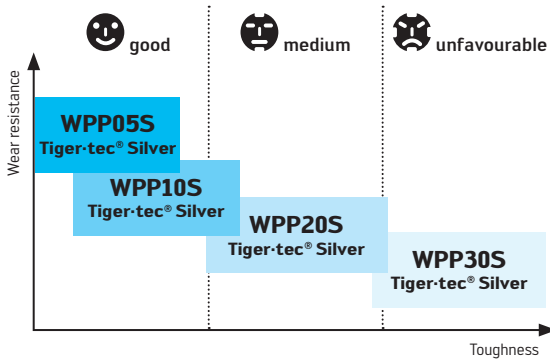 good
medium
unfavourable
Wear resistance
WPP05S
Tiger·tec® Silver
WPP10S
Tiger·tec® Silver
WPP20S
Tiger·tec® Silver
WPP30S
Tiger·tec® Silver
Toughness